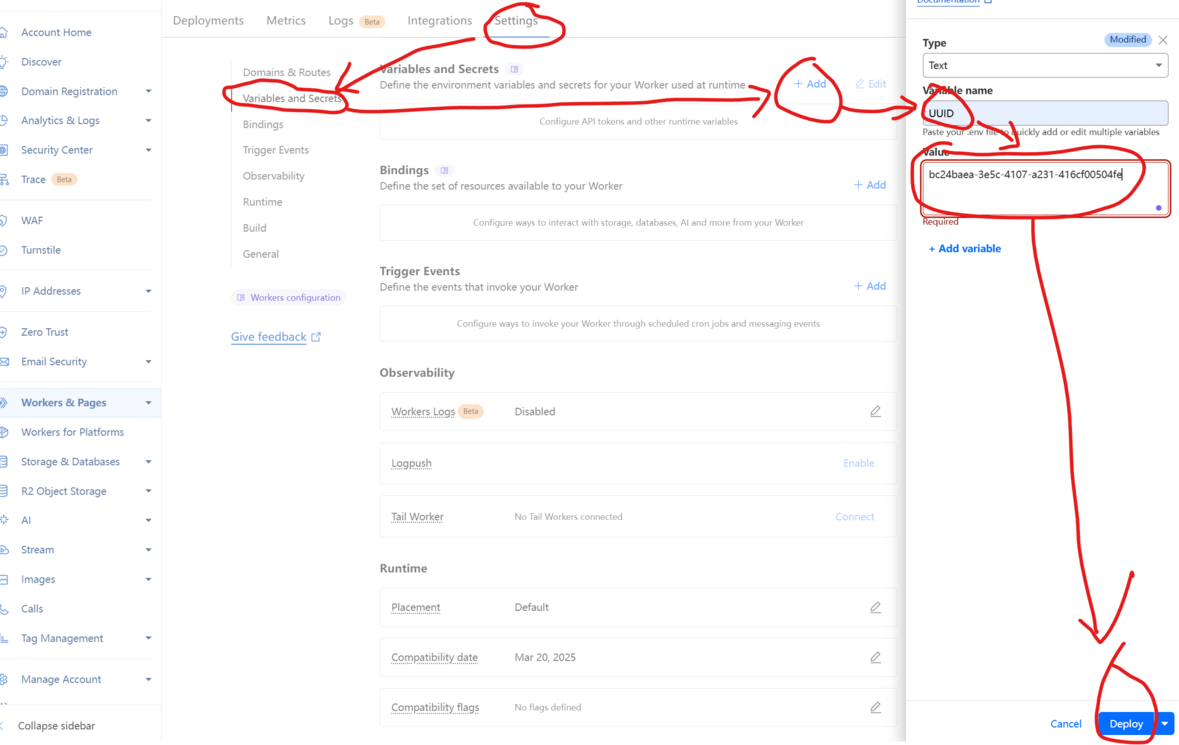 Account Home
Discover
Domain Registration
Analytics & Logs
Security Center
Trace Beta
WAF
Turnstile
IP Addresses
Zero Trust
Email Security
Workers & Pages
Workers for Platforms
Storage & Databases
R2 Object Storage
AI
Stream
Images
Calls
Tag Management
Manage Account
Collapse sidebar
Deployments Metrics Logs Beta Integrations Settings
Domains & Routes
Variables and Secrets
Bindings
Trigger Events
Observability
Runtime
Build
General
Workers configuration
Give feedback
Variables and Secrets
Define the environment variables and secrets for your Worker used at runtime
+ Add Edit
Configure API tokens and other runtime variables
Bindings
Define the set of resources available to your Worker
+ Add
Configure ways to interact with storage, databases, AI and more from your Worker
Trigger Events
Define the events that invoke your Worker
+ Add
Configure ways to invoke your Worker through scheduled cron jobs and messaging events
Observability
Workers Logs Beta Disabled
Logpush Enable
Tail Worker No Tail Workers connected Connect
Runtime
Placement Default
Compatibility date Mar 20, 2025
Compatibility flags No flags defined
Documentation
Type Modified
Text
Variable name
UUID
Paste your .env file to quickly add or edit multiple variables
Value
bc24baea-3e5c-4107-a231-416cf00504fe
Required
+ Add variable
Cancel Deploy